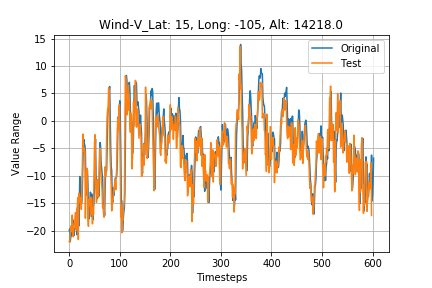 Wind-V_Lat: 15, Long: -105, Alt: 14218.0
Original
Test
Value Range
15
10
5
0
−5
−10
−15
−20
0 100 200 300 400 500 600
Timesteps